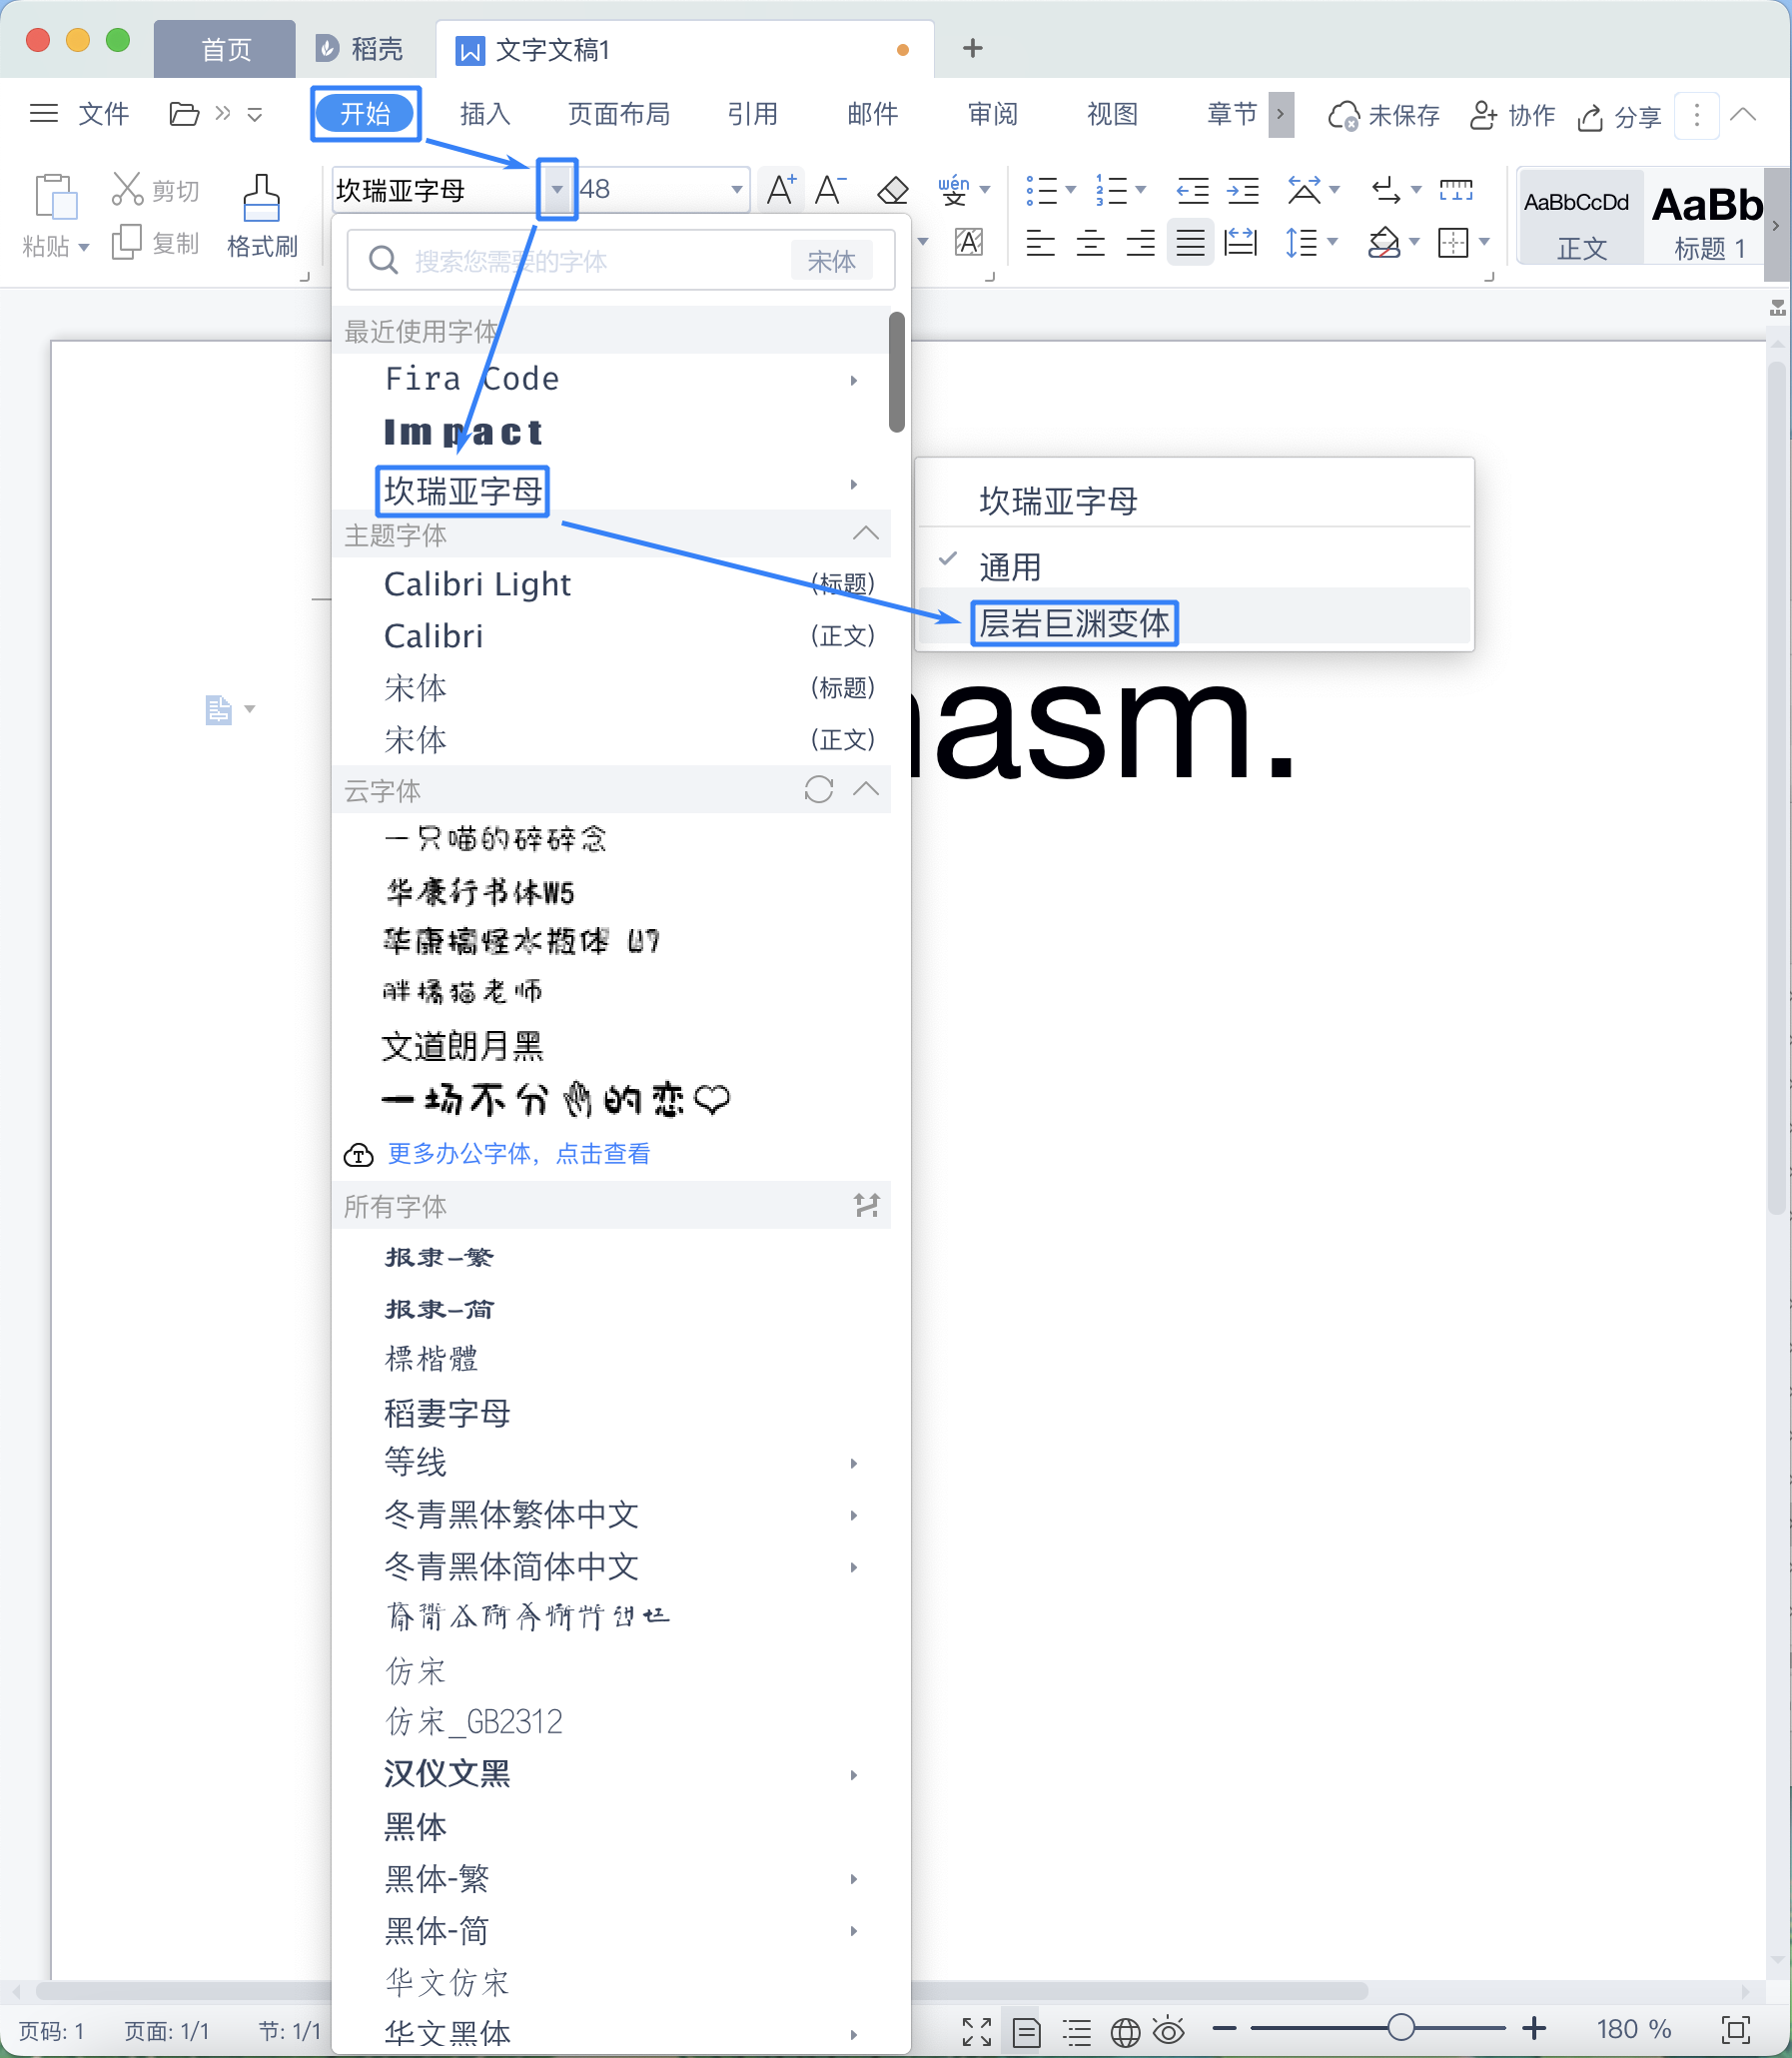 首页
稻壳
文字文稿1
文件
开始
插入
页面布局
引用
邮件
审阅
视图
章节
未保存
协作
分享
粘贴
剪切
复制
格式刷
坎瑞亚字母
48
A+
A-
wén
变
AaBbCcDd
正文
AaBb
标题 1
搜索您需要的字体
宋体
最近使用字体
Fira Code
Impact
坎瑞亚字母
主题字体
Calibri Light (标题)
Calibri (正文)
宋体 (标题)
宋体 (正文)
云字体
一只喵的碎碎念
华康行书体W5
华康搞怪水瓶体 W7
胖橘猫老师
文道朗月黑
一场不分手的恋
更多办公字体，点击查看
所有字体
报隶-繁
报隶-简
標楷體
稻妻字母
等线
冬青黑体繁体中文
冬青黑体简体中文
仿宋
仿宋_GB2312
汉仪文黑
黑体
黑体-繁
黑体-简
华文仿宋
华文黑体
坎瑞亚字母
通用
层岩巨渊变体
asm.
页码: 1
页面: 1/1
节: 1/1
180 %